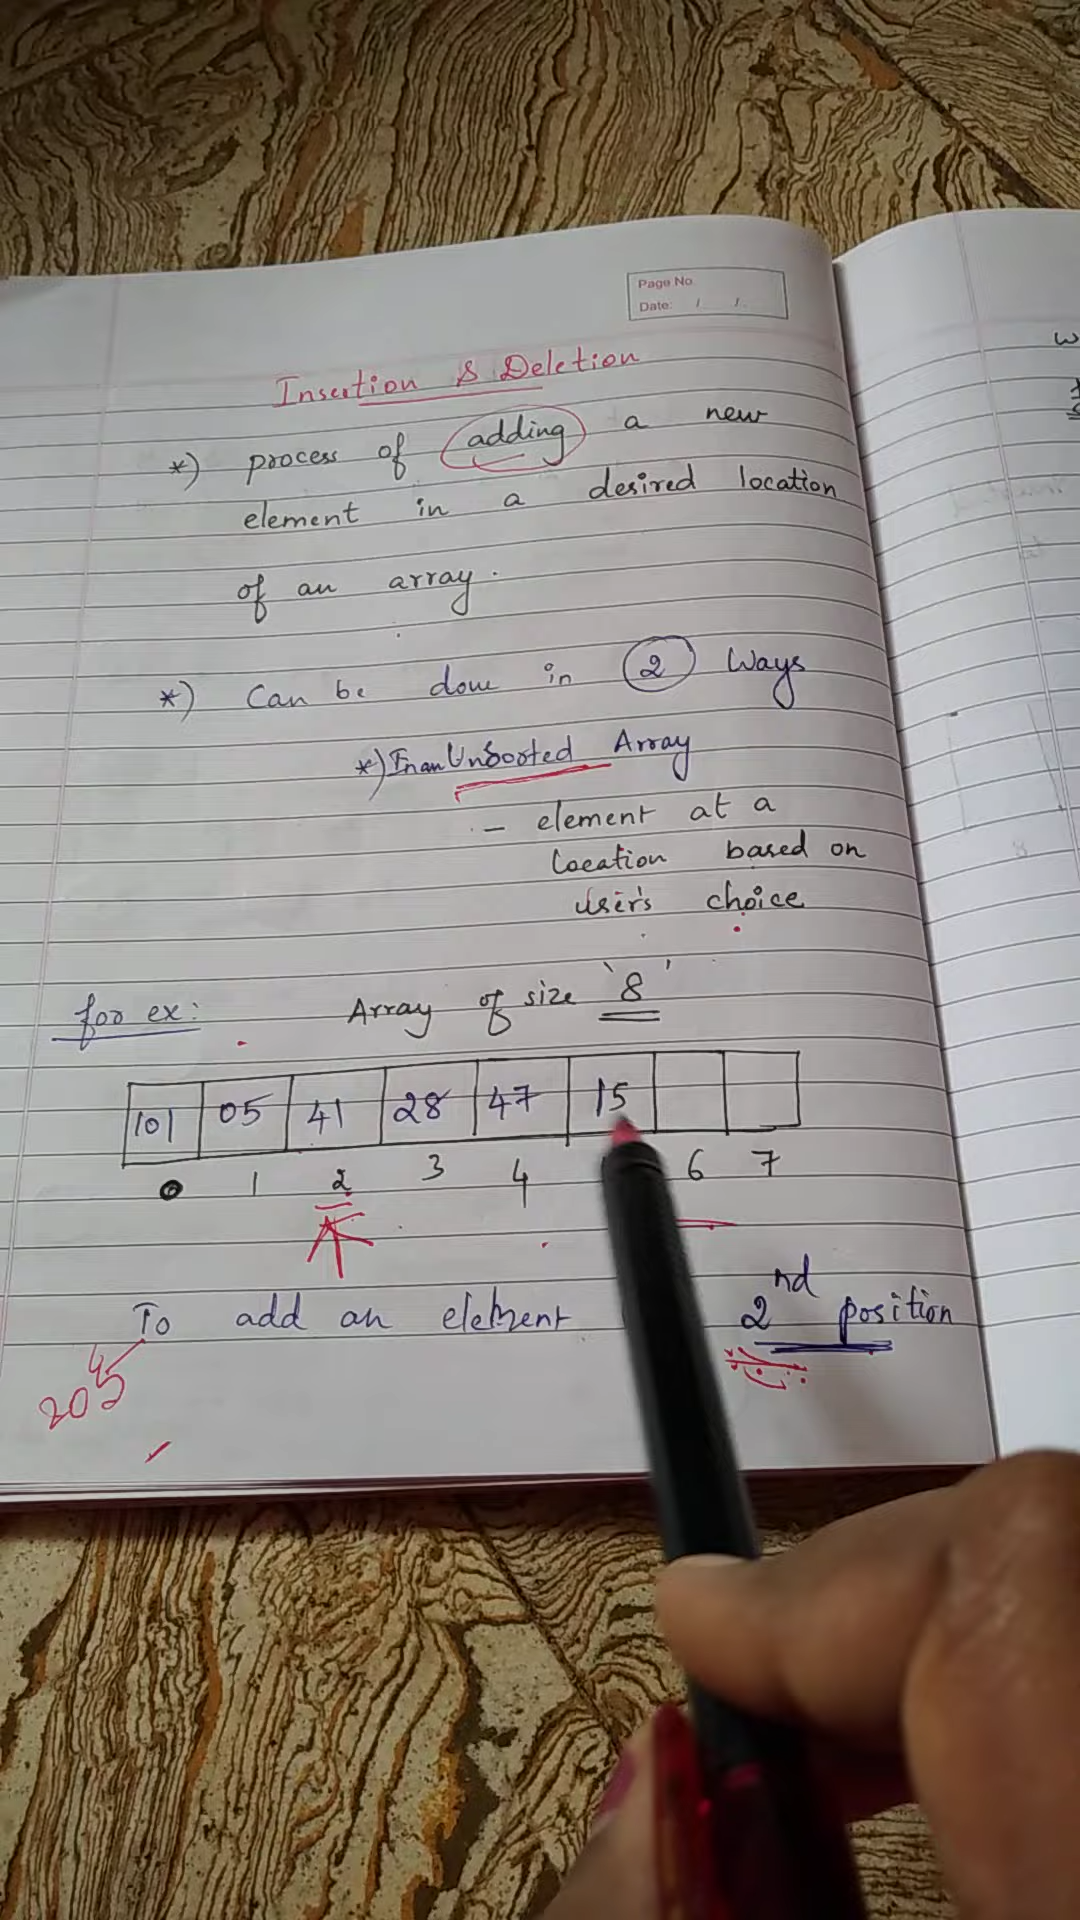 Page No.
Date: / /
Insertion & Deletion
*) process of adding a new
element in a desired location
of an array.
*) Can be done in 2 Ways
*) In an UnSorted Array
- element at a
location based on
user's choice
for ex: Array of size '8'
101 05 41 28 47 15
0 1 2 3 4 6 7
To add an element 2nd position
205